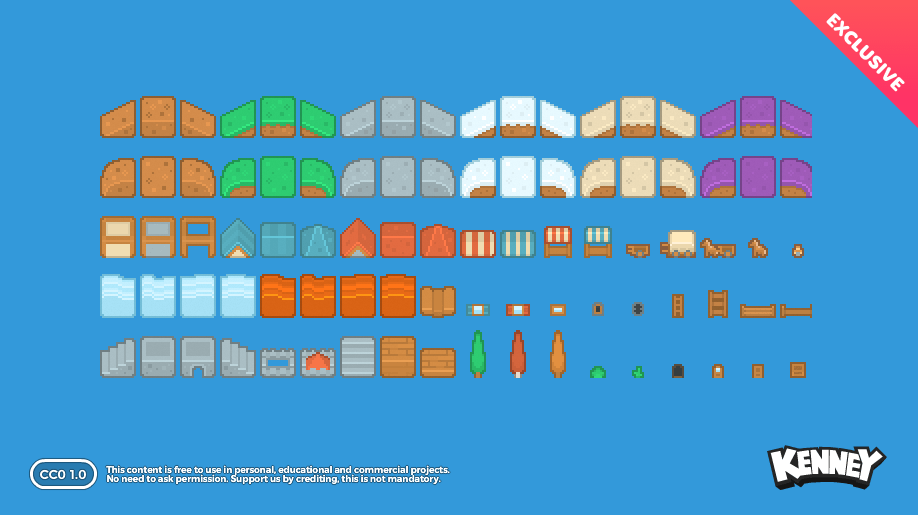 EXCLUSIVE
CC0 1.0
This content is free to use in personal, educational and commercial projects.
No need to ask permission. Support us by crediting, this is not mandatory.
KENNEY